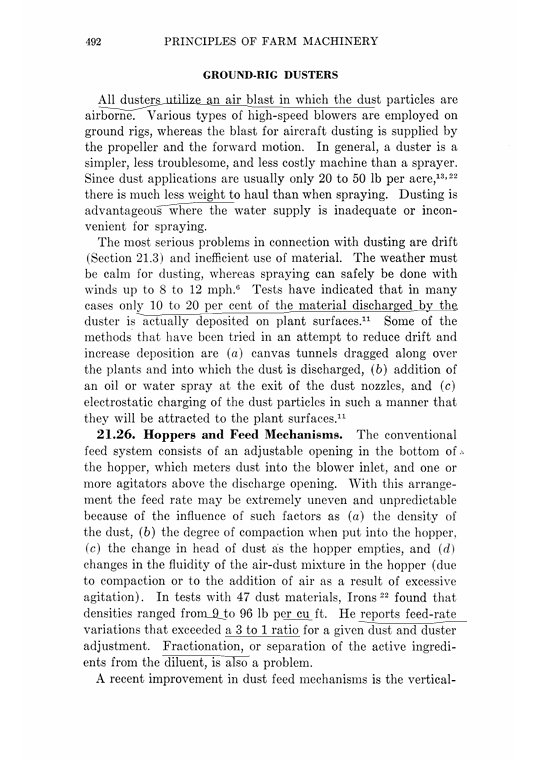 492 PRINCIPLES OF FARM MACHINERY
GROUND-RIG DUSTERS
All dusters utilize an air blast in which the dust particles are
airborne. Various types of high-speed blowers are employed on
ground rigs, whereas the blast for aircraft dusting is supplied by
the propeller and the forward motion. In general, a duster is a
simpler, less troublesome, and less costly machine than a sprayer.
Since dust applications are usually only 20 to 50 lb per acre,¹³,²²
there is much less weight to haul than when spraying. Dusting is
advantageous where the water supply is inadequate or incon-
venient for spraying.
The most serious problems in connection with dusting are drift
(Section 21.3) and inefficient use of material. The weather must
be calm for dusting, whereas spraying can safely be done with
winds up to 8 to 12 mph.⁶ Tests have indicated that in many
cases only 10 to 20 per cent of the material discharged by the
duster is actually deposited on plant surfaces.¹¹ Some of the
methods that have been tried in an attempt to reduce drift and
increase deposition are (a) canvas tunnels dragged along over
the plants and into which the dust is discharged, (b) addition of
an oil or water spray at the exit of the dust nozzles, and (c)
electrostatic charging of the dust particles in such a manner that
they will be attracted to the plant surfaces.¹¹
21.26. Hoppers and Feed Mechanisms. The conventional
feed system consists of an adjustable opening in the bottom of
the hopper, which meters dust into the blower inlet, and one or
more agitators above the discharge opening. With this arrange-
ment the feed rate may be extremely uneven and unpredictable
because of the influence of such factors as (a) the density of
the dust, (b) the degree of compaction when put into the hopper,
(c) the change in head of dust as the hopper empties, and (d)
changes in the fluidity of the air-dust mixture in the hopper (due
to compaction or to the addition of air as a result of excessive
agitation). In tests with 47 dust materials, Irons ²² found that
densities ranged from 9 to 96 lb per cu ft. He reports feed-rate
variations that exceeded a 3 to 1 ratio for a given dust and duster
adjustment. Fractionation, or separation of the active ingredi-
ents from the diluent, is also a problem.
A recent improvement in dust feed mechanisms is the vertical-